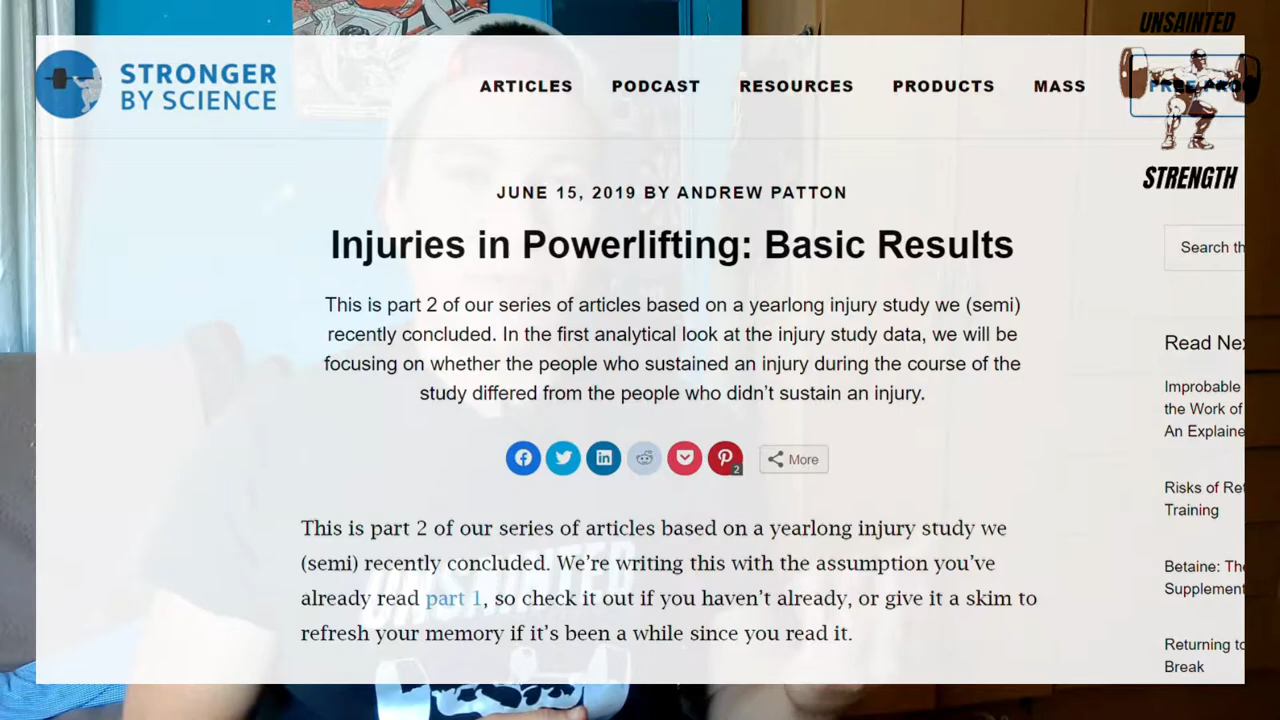 UNSAINTED
STRENGTH
STRONGER
BY SCIENCE
ARTICLES PODCAST RESOURCES PRODUCTS MASS
JUNE 15, 2019 BY ANDREW PATTON
Injuries in Powerlifting: Basic Results
This is part 2 of our series of articles based on a yearlong injury study we (semi)
recently concluded. In the first analytical look at the injury study data, we will be
focusing on whether the people who sustained an injury during the course of the
study differed from the people who didn’t sustain an injury.
2
More
This is part 2 of our series of articles based on a yearlong injury study we
(semi) recently concluded. We’re writing this with the assumption you’ve
already read part 1, so check it out if you haven’t already, or give it a skim to
refresh your memory if it’s been a while since you read it.
Search th
Read Nex
Improbable
the Work of
An Explaine
Risks of Ret
Training
Betaine: The
Supplement
Returning to
Break
UNSAINTED